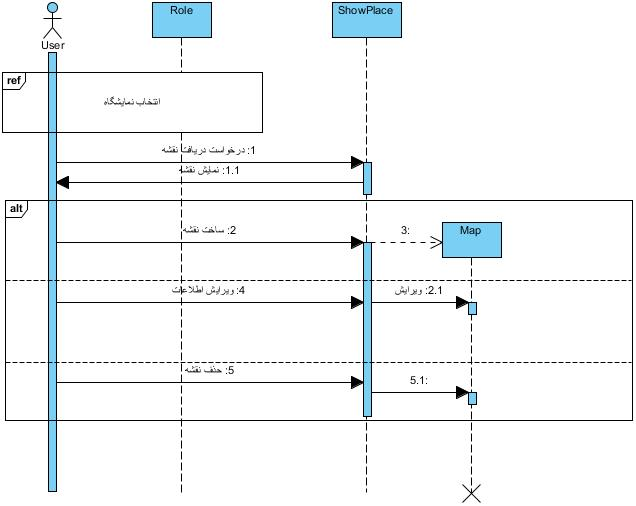 Role
ShowPlace
User
ref
انتخاب نمایشگاه
1: درخواست دریافت نقشه
1.1: نمایش نقشه
alt
2: ساخت نقشه
3:
Map
4: ویرایش اطلاعات
2.1: ویرایش
5: حذف نقشه
5.1: